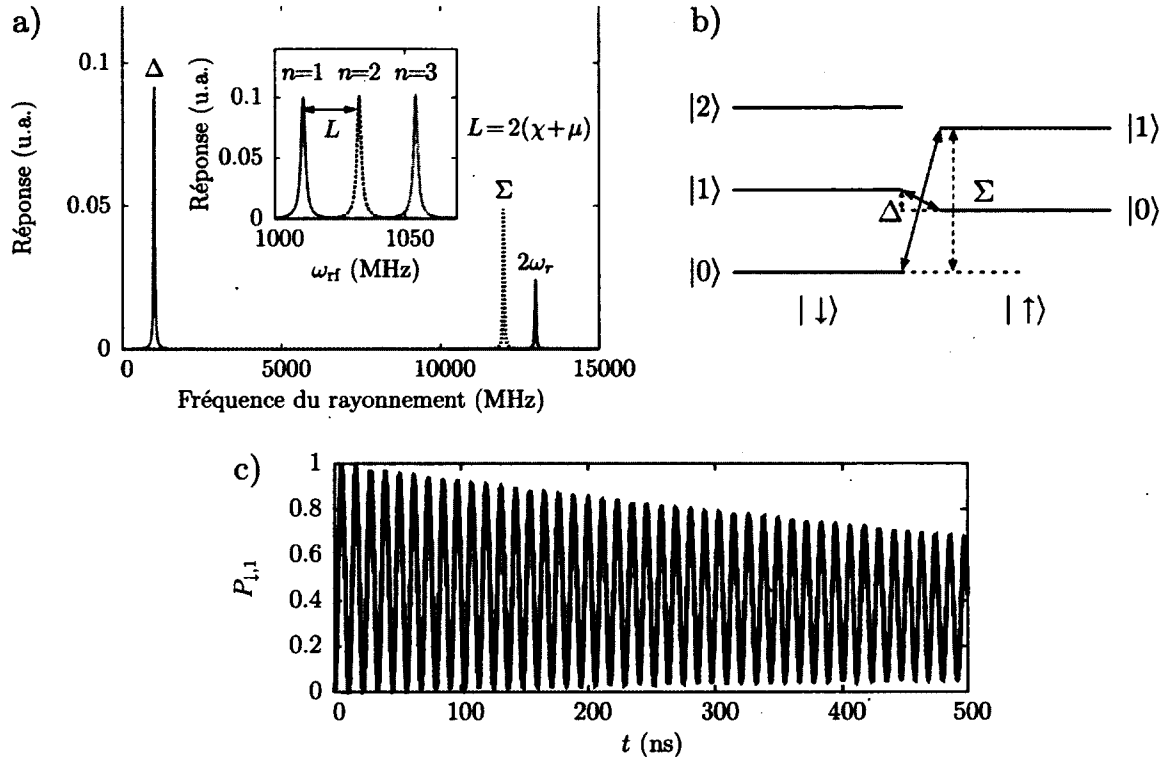 a)
Réponse (u.a.)
0.1
0.05
0
Δ
Réponse (u.a.)
0.1
0.05
0
n=1 n=2 n=3
L
1000 1050
ω_rf (MHz)
L=2(χ+μ)
Σ
2ω_r
0 5000 10000 15000
Fréquence du rayonnement (MHz)
b)
|2⟩
|1⟩
|1⟩
Δ
Σ
|0⟩
|0⟩
|↓⟩ |↑⟩
c)
P↓,1
1
0.8
0.6
0.4
0.2
0
0 100 200 300 400 500
t (ns)